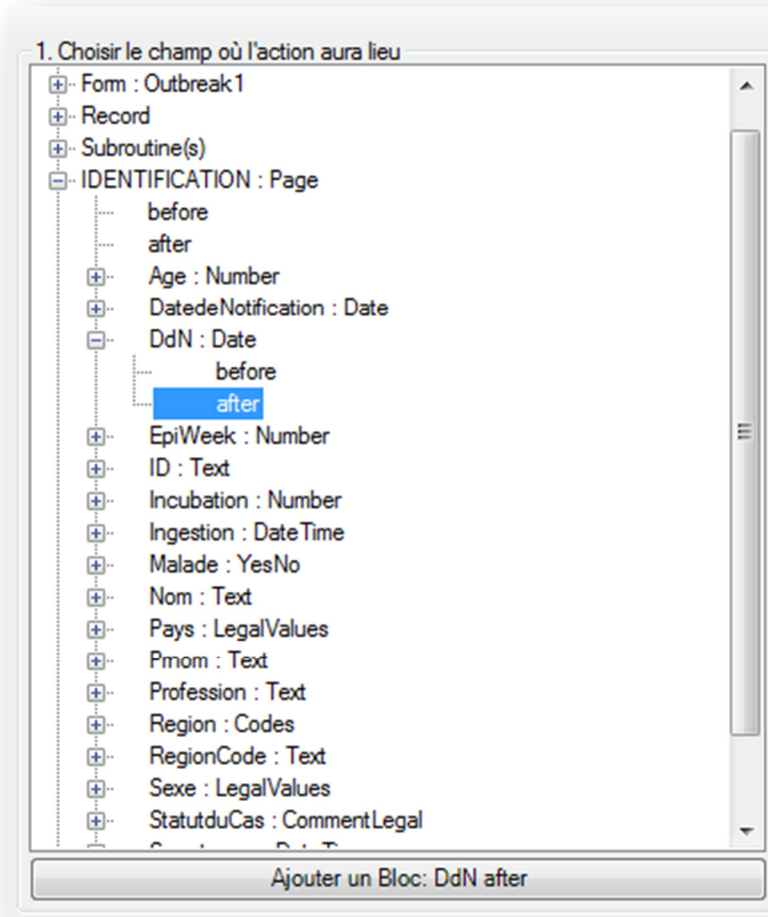 1. Choisir le champ où l'action aura lieu
Form : Outbreak1
Record
Subroutine(s)
IDENTIFICATION : Page
before
after
Age : Number
DatedeNotification : Date
DdN : Date
before
after
EpiWeek : Number
ID : Text
Incubation : Number
Ingestion : DateTime
Malade : YesNo
Nom : Text
Pays : LegalValues
Prnom : Text
Profession : Text
Region : Codes
RegionCode : Text
Sexe : LegalValues
StatutduCas : CommentLegal
Ajouter un Bloc: DdN after